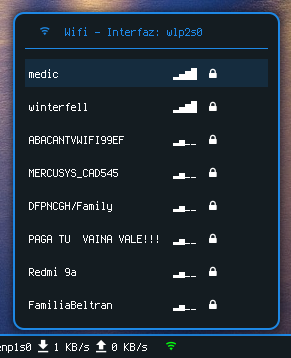 Wifi – Interfaz: wlp2s0
medic
winterfell
ABACANTVWIFI99EF
MERCUSYS_CAD545
DFPNCGH/Family
PAGA TU  VAINA VALE!!!
Redmi 9a
FamiliaBeltran
enp1s0 1 KB/s 0 KB/s